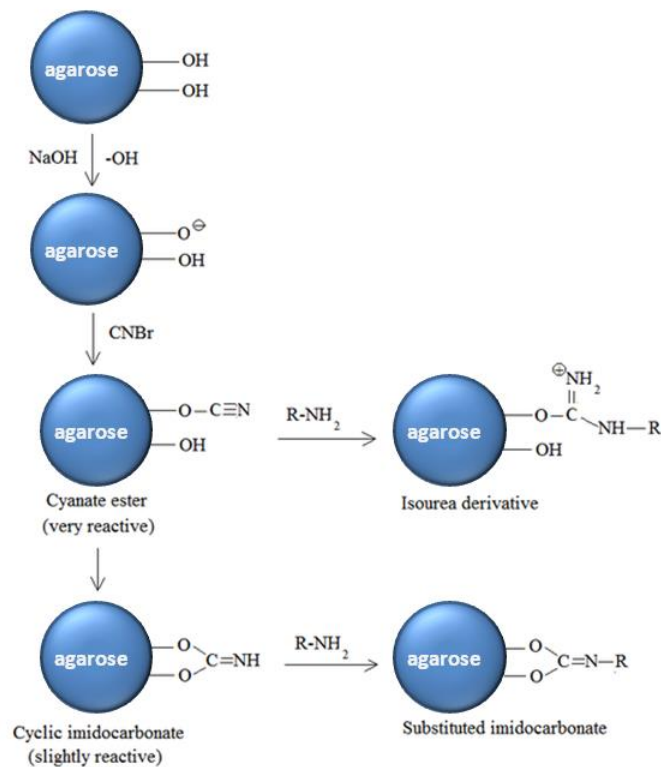 agarose
OH
OH
NaOH
-OH
agarose
O⊖
OH
CNBr
agarose
O–C≡N
OH
R-NH₂
agarose
⊕NH₂
O–C
NH–R
OH
Cyanate ester
(very reactive)
Isourea derivative
agarose
O
C=NH
O
R-NH₂
agarose
O
C=N–R
O
Cyclic imidocarbonate
(slightly reactive)
Substituted imidocarbonate